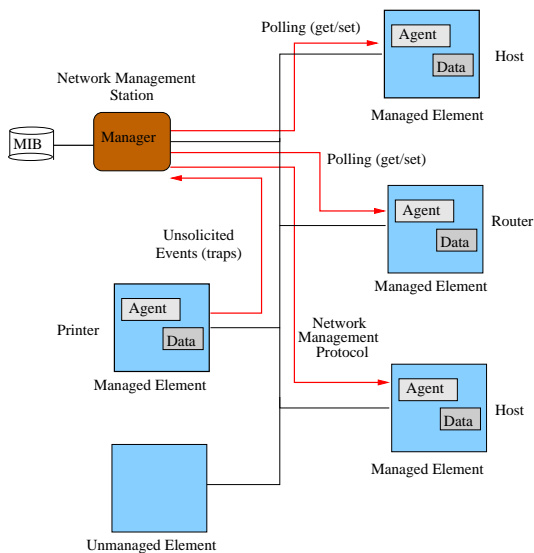 Polling (get/set)
Agent
Data
Host
Managed Element
Network Management
Station
MIB
Manager
Polling (get/set)
Agent
Data
Router
Managed Element
Unsolicited
Events (traps)
Printer
Agent
Data
Managed Element
Network
Management
Protocol
Agent
Data
Host
Managed Element
Unmanaged Element